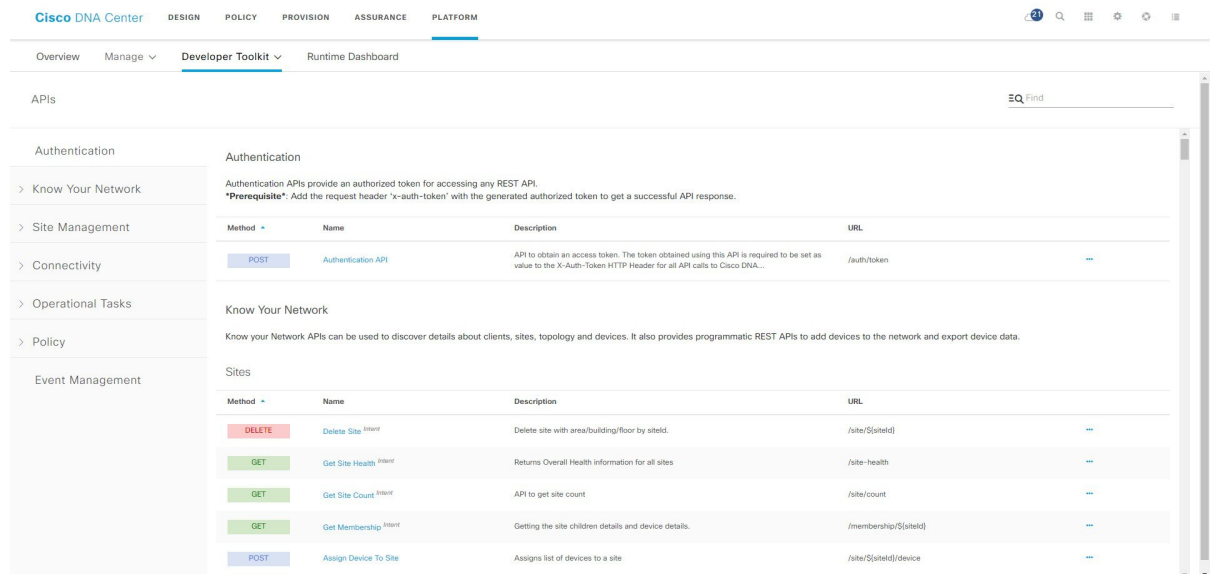 Cisco DNA Center DESIGN POLICY PROVISION ASSURANCE PLATFORM 21
Overview Manage Developer Toolkit Runtime Dashboard
APIs Find
Authentication
Know Your Network
Site Management
Connectivity
Operational Tasks
Policy
Event Management
Authentication
Authentication APIs provide an authorized token for accessing any REST API.
*Prerequisite*: Add the request header 'x-auth-token' with the generated authorized token to get a successful API response.
Method Name Description URL
POST Authentication API API to obtain an access token. The token obtained using this API is required to be set as /auth/token ...
value to the X-Auth-Token HTTP Header for all API calls to Cisco DNA...
Know Your Network
Know your Network APIs can be used to discover details about clients, sites, topology and devices. It also provides programmatic REST APIs to add devices to the network and export device data.
Sites
Method Name Description URL
DELETE Delete Site Intent Delete site with area/building/floor by siteId. /site/${siteId} ...
GET Get Site Health Intent Returns Overall Health information for all sites /site-health ...
GET Get Site Count Intent API to get site count /site/count ...
GET Get Membership Intent Getting the site children details and device details. /membership/${siteId} ...
POST Assign Device To Site Assigns list of devices to a site /site/${siteId}/device ...